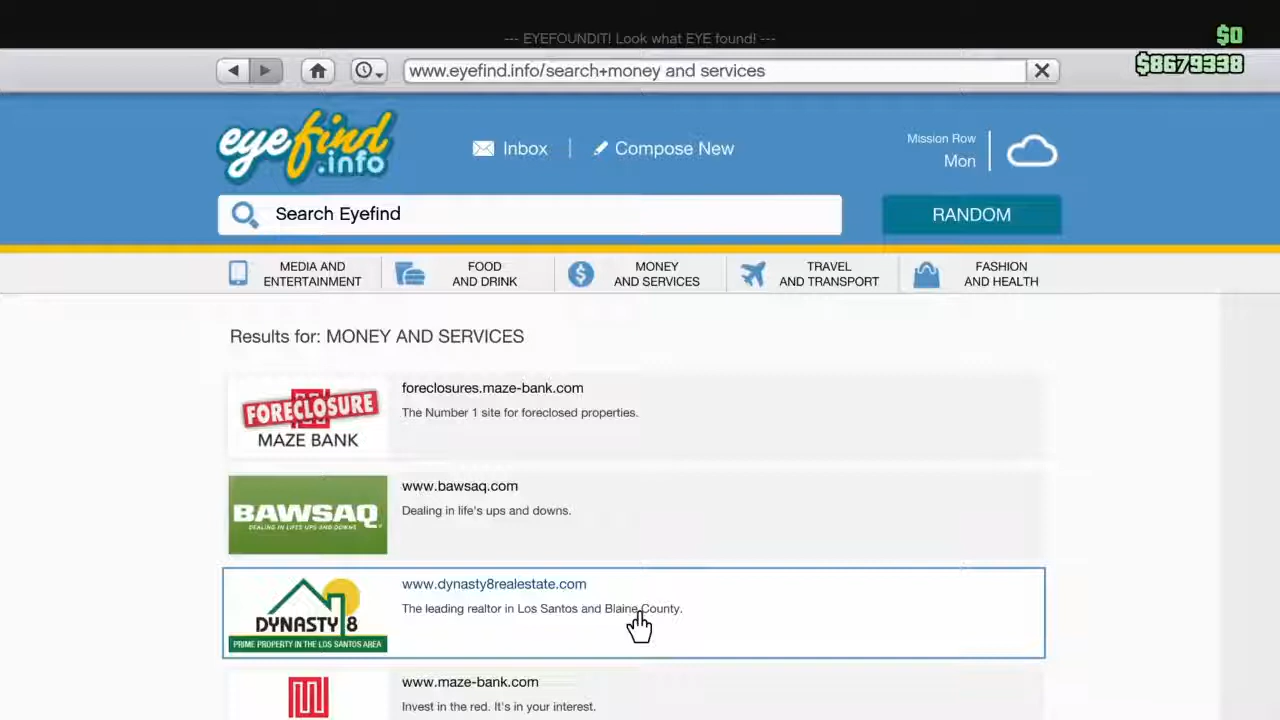 --- EYEFOUNDIT! Look what EYE found! ---
$0
$8679338
www.eyefind.info/search+money and services
eyefind
.info
Inbox
Compose New
Mission Row
Mon
Search Eyefind
RANDOM
MEDIA AND
ENTERTAINMENT
FOOD
AND DRINK
MONEY
AND SERVICES
TRAVEL
AND TRANSPORT
FASHION
AND HEALTH
Results for: MONEY AND SERVICES
FORECLOSURE
MAZE BANK
foreclosures.maze-bank.com
The Number 1 site for foreclosed properties.
BAWSAQ
DEALING IN LIFE'S UPS AND DOWNS
www.bawsaq.com
Dealing in life's ups and downs.
DYNASTY 8
PRIME PROPERTY IN THE LOS SANTOS AREA
www.dynasty8realestate.com
The leading realtor in Los Santos and Blaine County.
www.maze-bank.com
Invest in the red. It's in your interest.